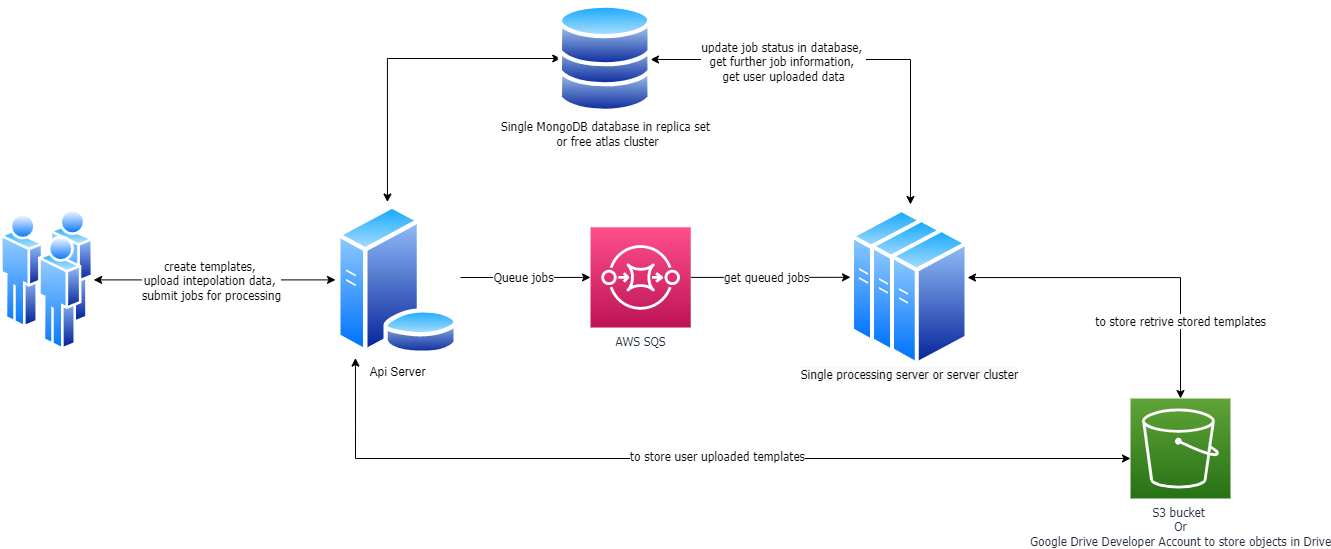 update job status in database,
get further job information,
get user uploaded data
Single MongoDB database in replica set
or free atlas cluster
create templates,
upload intepolation data,
submit jobs for processing
Queue jobs
get queued jobs
AWS SQS
Api Server
Single processing server or server cluster
to store retrive stored templates
to store user uploaded templates
S3 bucket
Or
Google Drive Developer Account to store objects in Drive